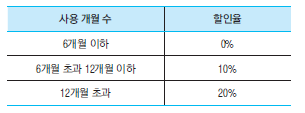 사용 개월 수 할인율
6개월 이하 0%
6개월 초과 12개월 이하 10%
12개월 초과 20%